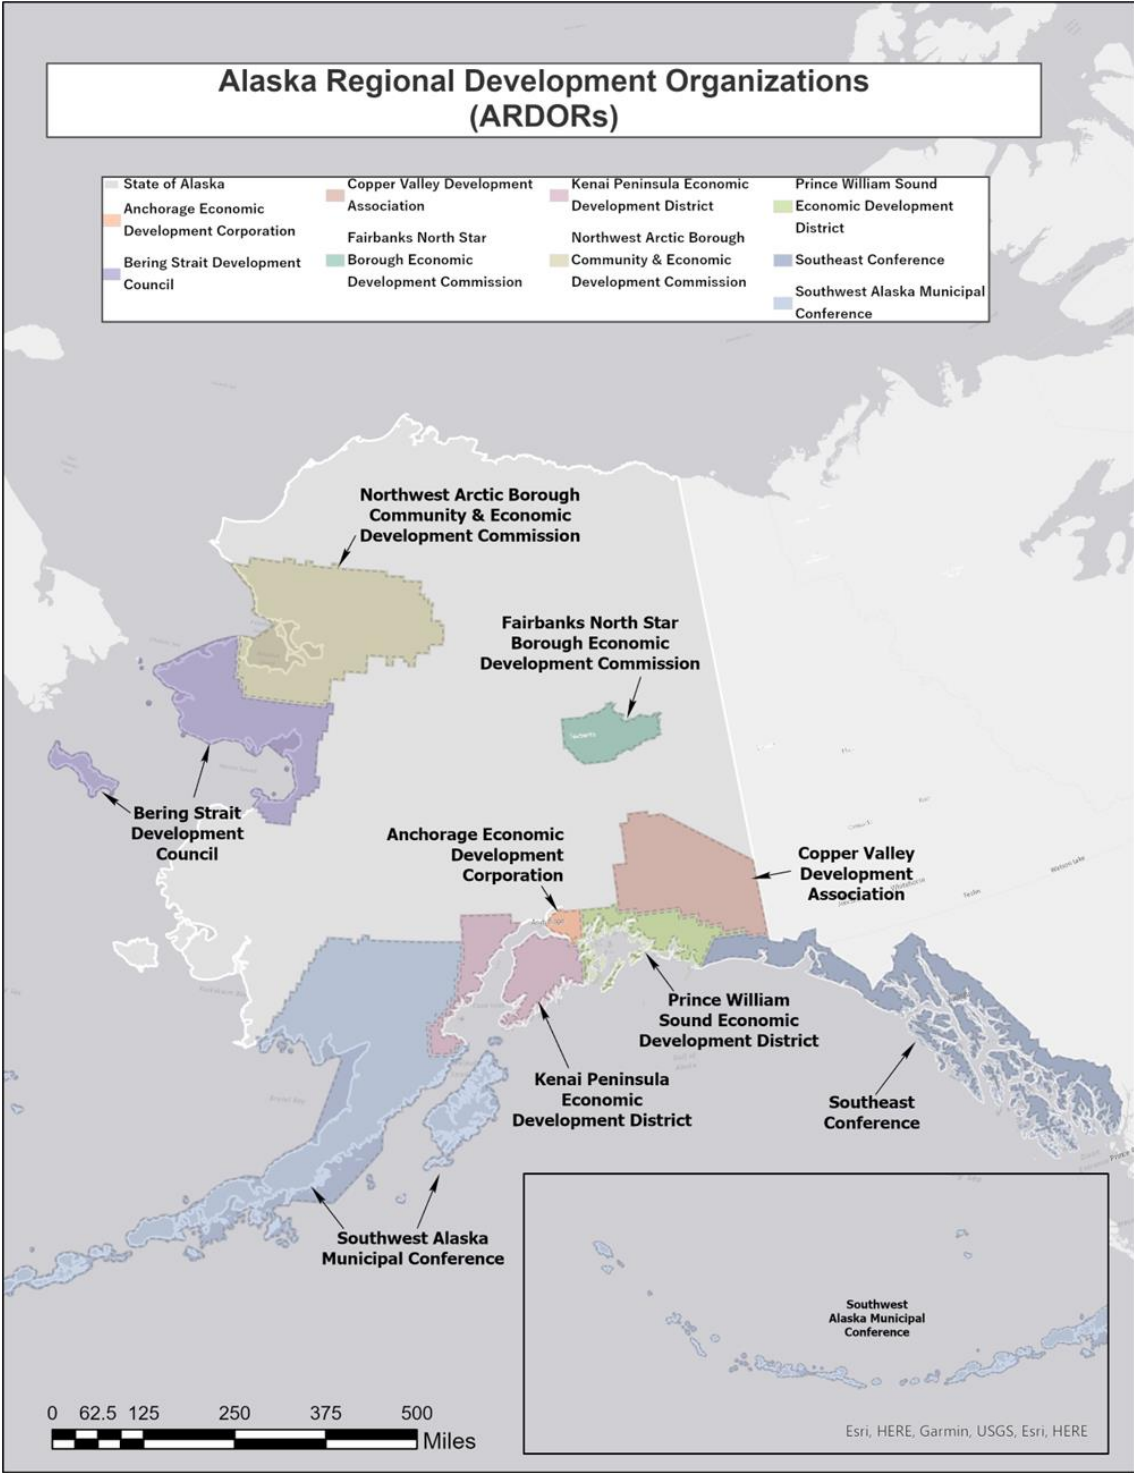 Alaska Regional Development Organizations
(ARDORs)
State of Alaska
Anchorage Economic
Development Corporation
Bering Strait Development
Council
Copper Valley Development
Association
Fairbanks North Star
Borough Economic
Development Commission
Kenai Peninsula Economic
Development District
Northwest Arctic Borough
Community & Economic
Development Commission
Prince William Sound
Economic Development
District
Southeast Conference
Southwest Alaska Municipal
Conference
Northwest Arctic Borough
Community & Economic
Development Commission
Fairbanks North Star
Borough Economic
Development Commission
Bering Strait
Development
Council
Anchorage Economic
Development
Corporation
Copper Valley
Development
Association
Whitehorse
Teslin
Watson Lake
Prince William
Sound Economic
Development District
Kenai Peninsula
Economic
Development District
Southeast
Conference
Southwest Alaska
Municipal Conference
Southwest
Alaska Municipal
Conference
0 62.5 125 250 375 500
Miles
Esri, HERE, Garmin, USGS, Esri, HERE